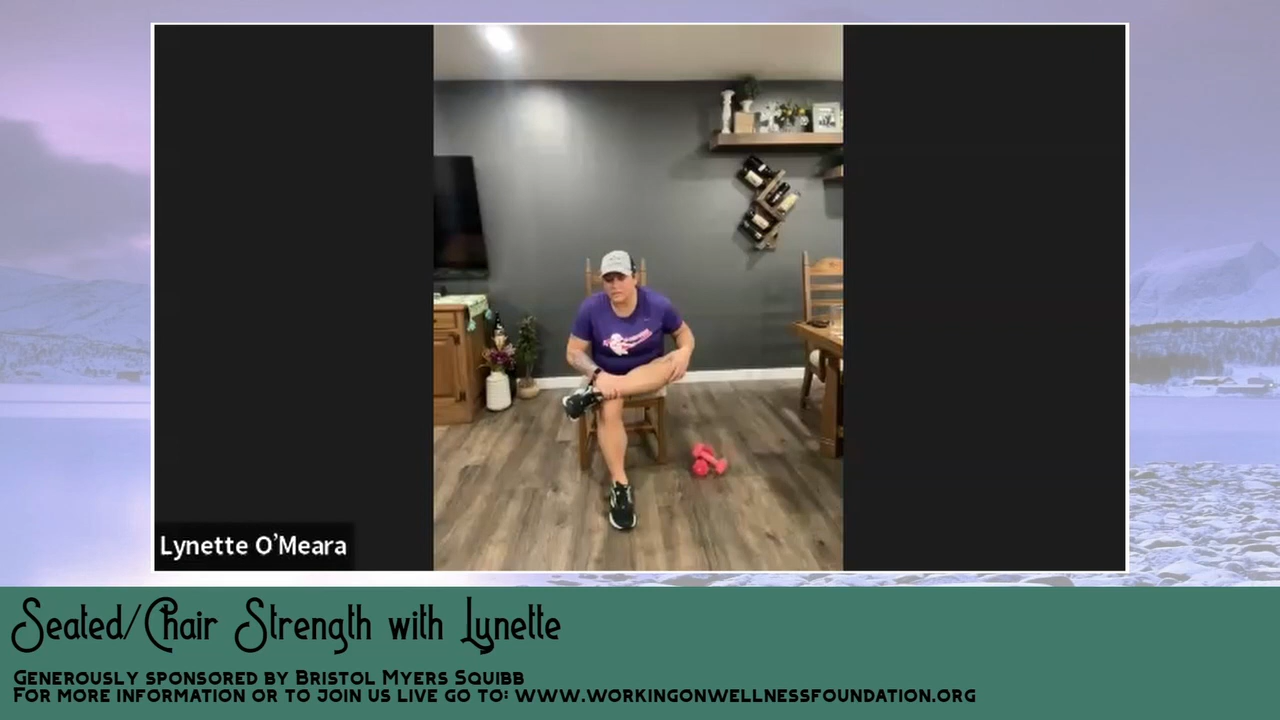 Lynette O'Meara
Seated/Chair Strength with Lynette
Generously sponsored by Bristol Myers Squibb
For more information or to join us live go to: www.workingonwellnessfoundation.org